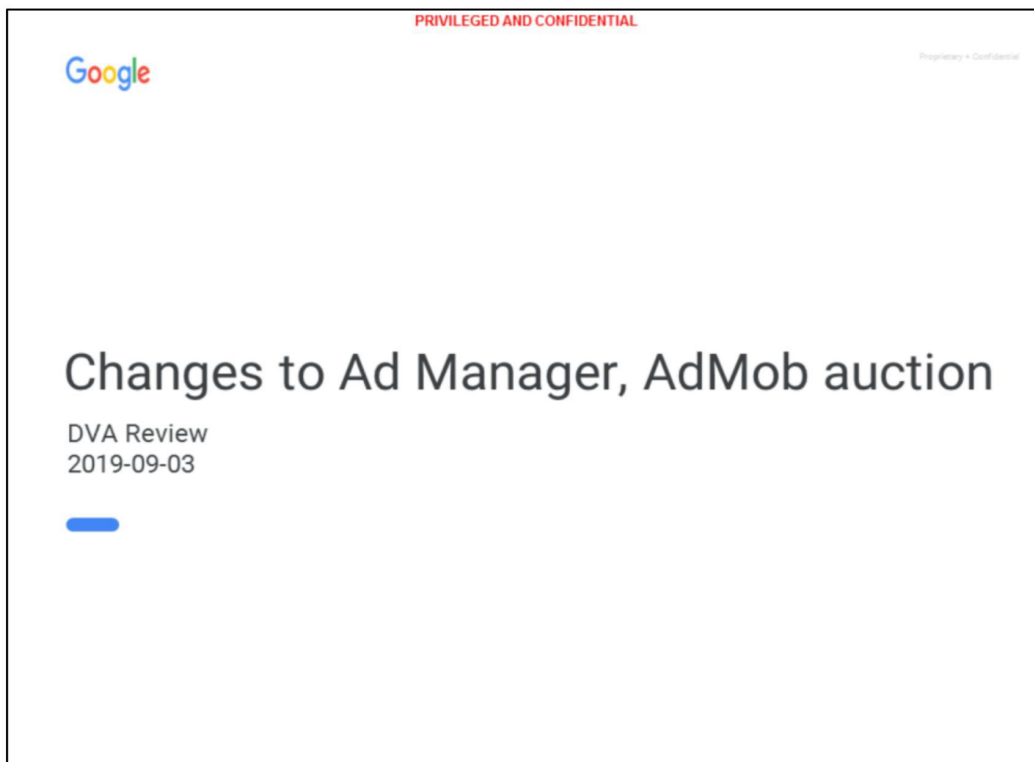 PRIVILEGED AND CONFIDENTIAL
Google
Proprietary + Confidential
Changes to Ad Manager, AdMob auction
DVA Review
2019-09-03